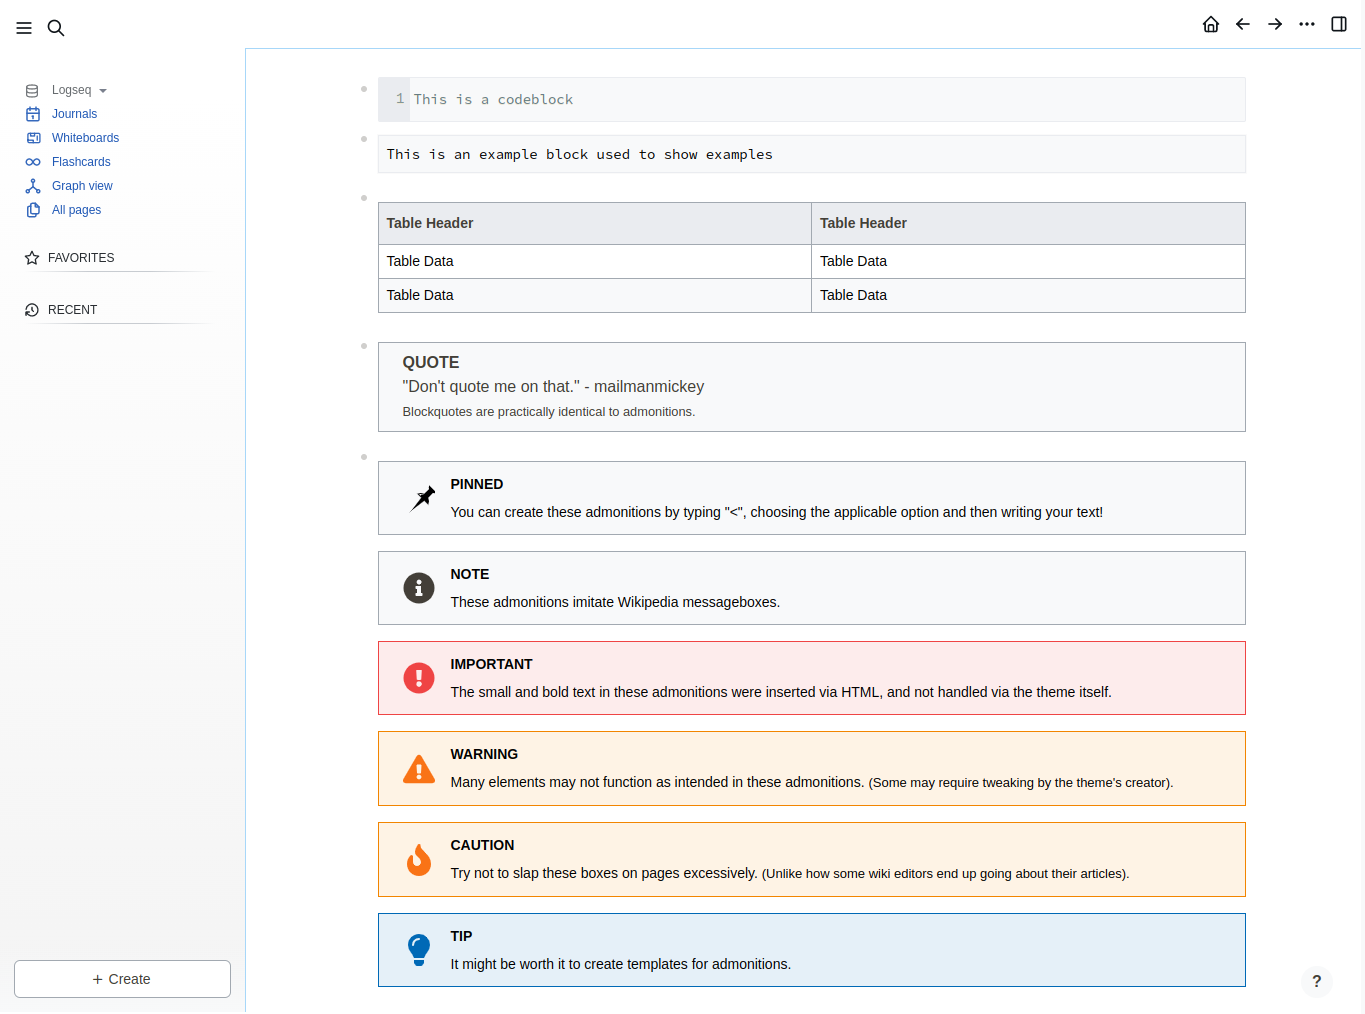 Logseq
Journals
Whiteboards
Flashcards
Graph view
All pages
FAVORITES
RECENT
+ Create
1 This is a codeblock
This is an example block used to show examples
Table Header Table Header
Table Data Table Data
Table Data Table Data
QUOTE
"Don't quote me on that." - mailmanmickey
Blockquotes are practically identical to admonitions.
PINNED
You can create these admonitions by typing "<", choosing the applicable option and then writing your text!
NOTE
These admonitions imitate Wikipedia messageboxes.
IMPORTANT
The small and bold text in these admonitions were inserted via HTML, and not handled via the theme itself.
WARNING
Many elements may not function as intended in these admonitions. (Some may require tweaking by the theme's creator).
CAUTION
Try not to slap these boxes on pages excessively. (Unlike how some wiki editors end up going about their articles).
TIP
It might be worth it to create templates for admonitions.
?